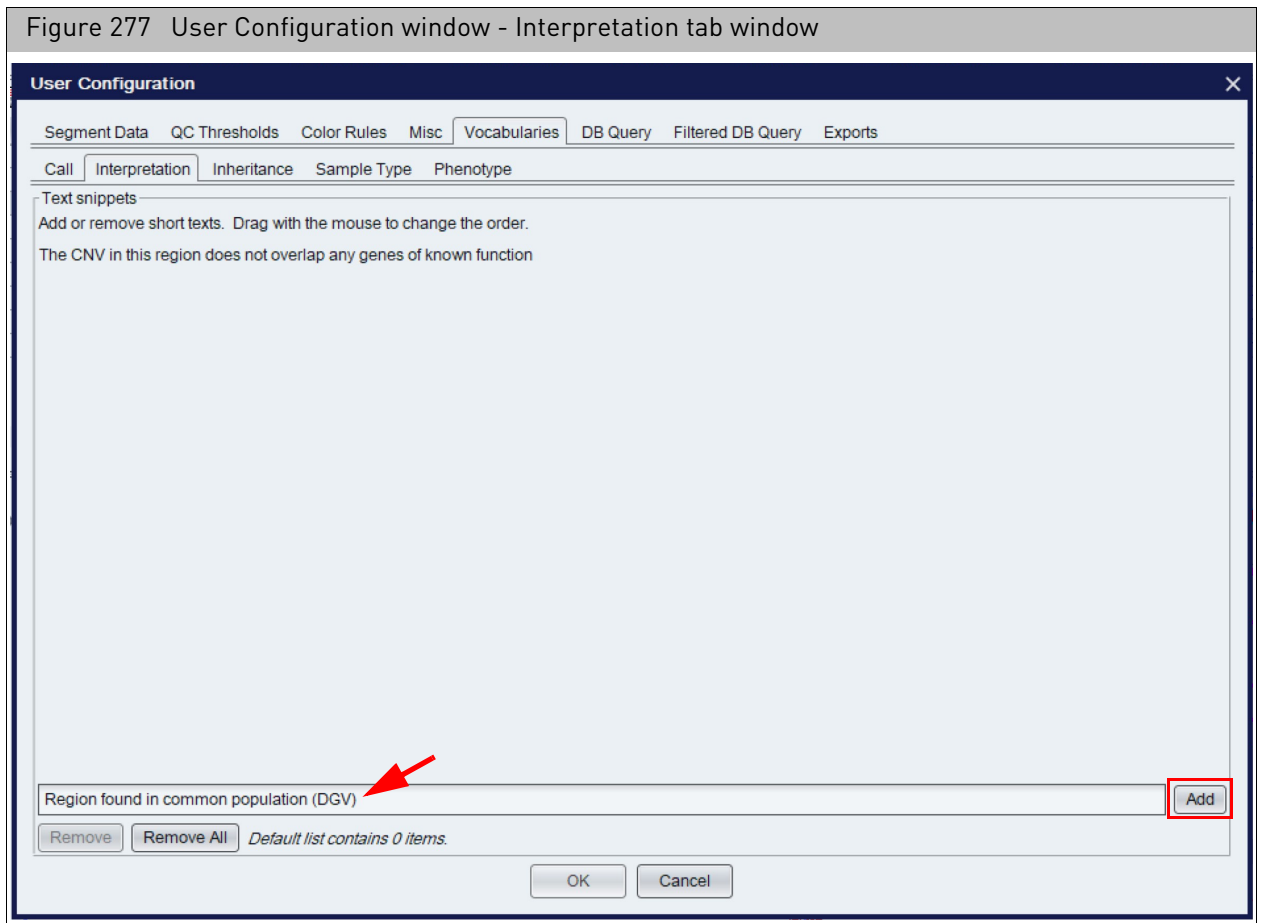 Figure 277 User Configuration window - Interpretation tab window
User Configuration
Segment Data QC Thresholds Color Rules Misc Vocabularies DB Query Filtered DB Query Exports
Call Interpretation Inheritance Sample Type Phenotype
Text snippets
Add or remove short texts. Drag with the mouse to change the order.
The CNV in this region does not overlap any genes of known function
Region found in common population (DGV) Add
Remove Remove All Default list contains 0 items.
OK Cancel